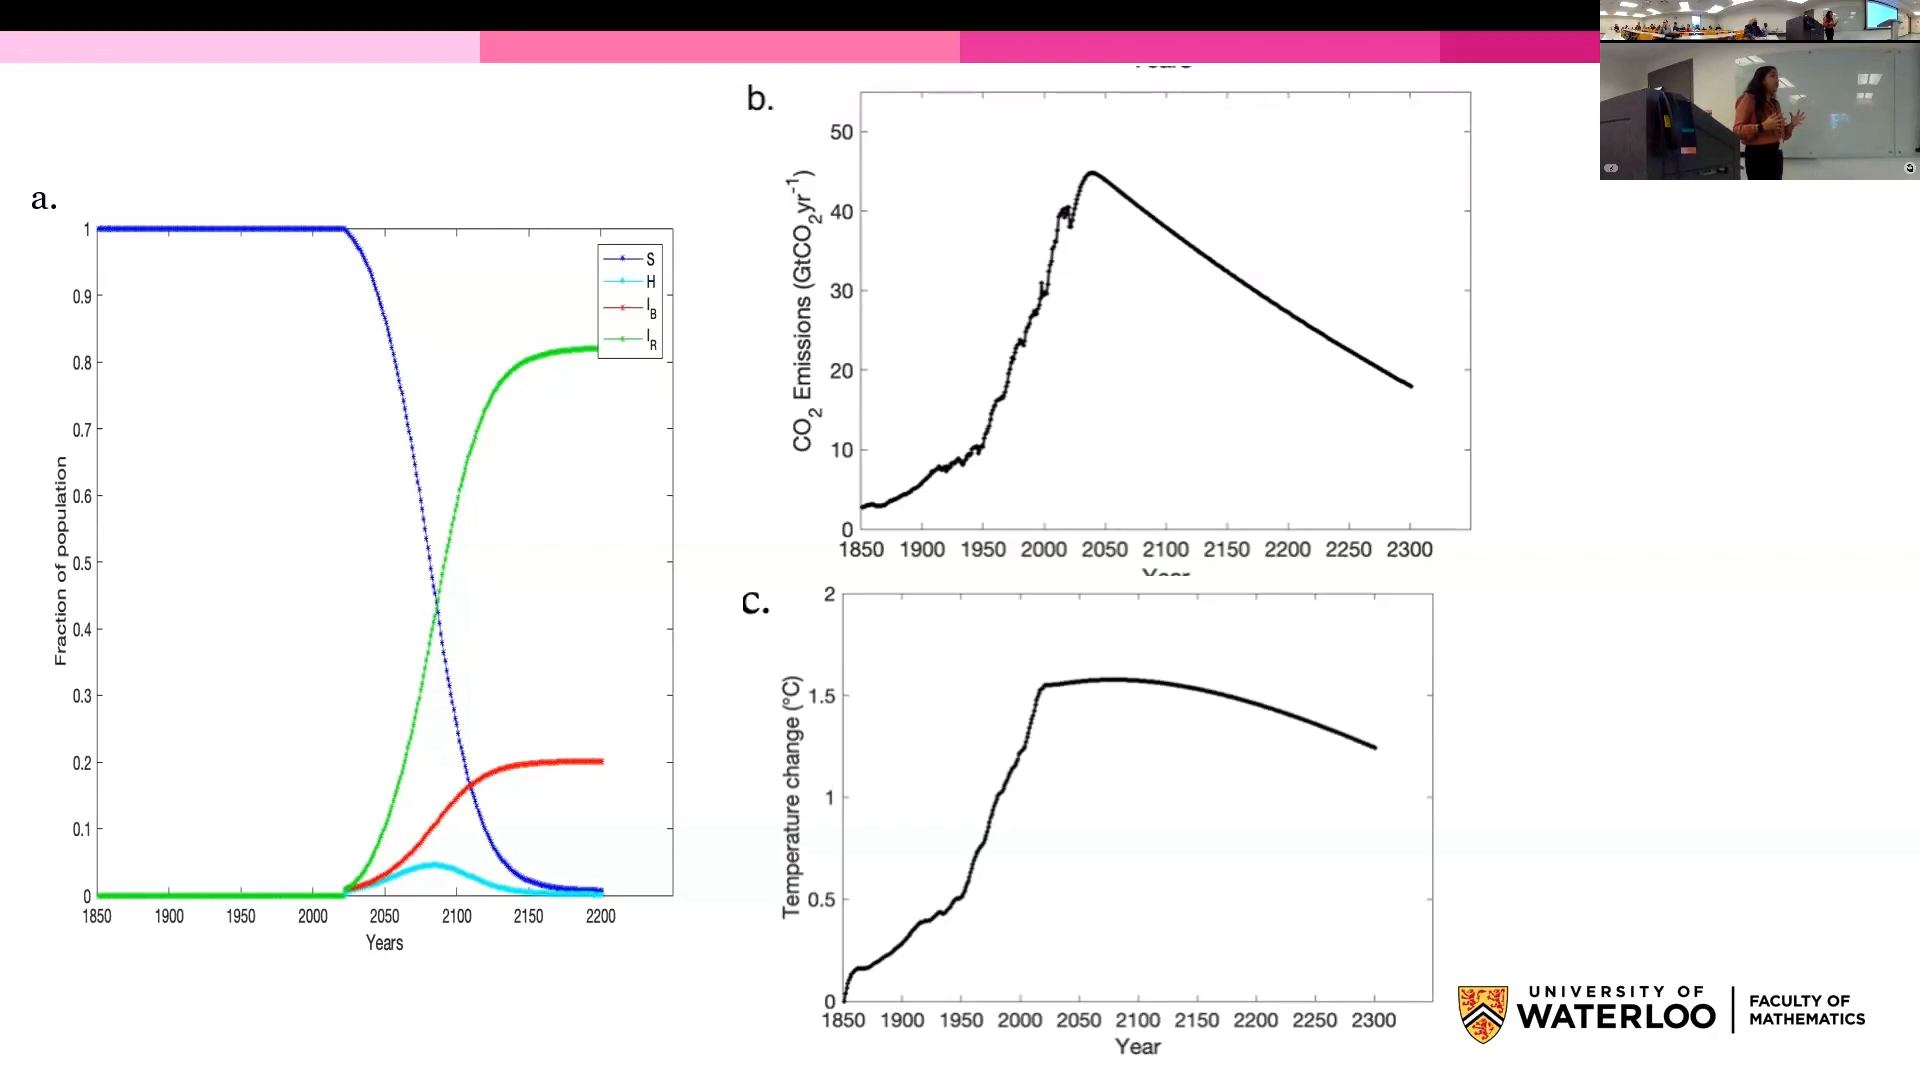 a.
1
0.9
0.8
0.7
0.6
0.5
0.4
0.3
0.2
0.1
0
Fraction of population
1850 1900 1950 2000 2050 2100 2150 2200
Years
S
H
I_B
I_R
Years
b.
50
40
30
20
10
0
CO2 Emissions (GtCO2yr-1)
1850 1900 1950 2000 2050 2100 2150 2200 2250 2300
Year
c.
2
1.5
1
0.5
0
Temperature change (°C)
1850 1900 1950 2000 2050 2100 2150 2200 2250 2300
Year
UNIVERSITY OF
WATERLOO
FACULTY OF
MATHEMATICS